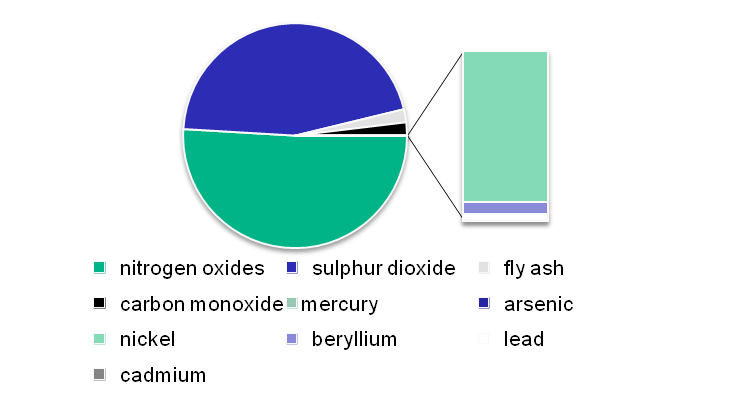 nitrogen oxides sulphur dioxide fly ash
carbon monoxide mercury arsenic
nickel beryllium lead
cadmium